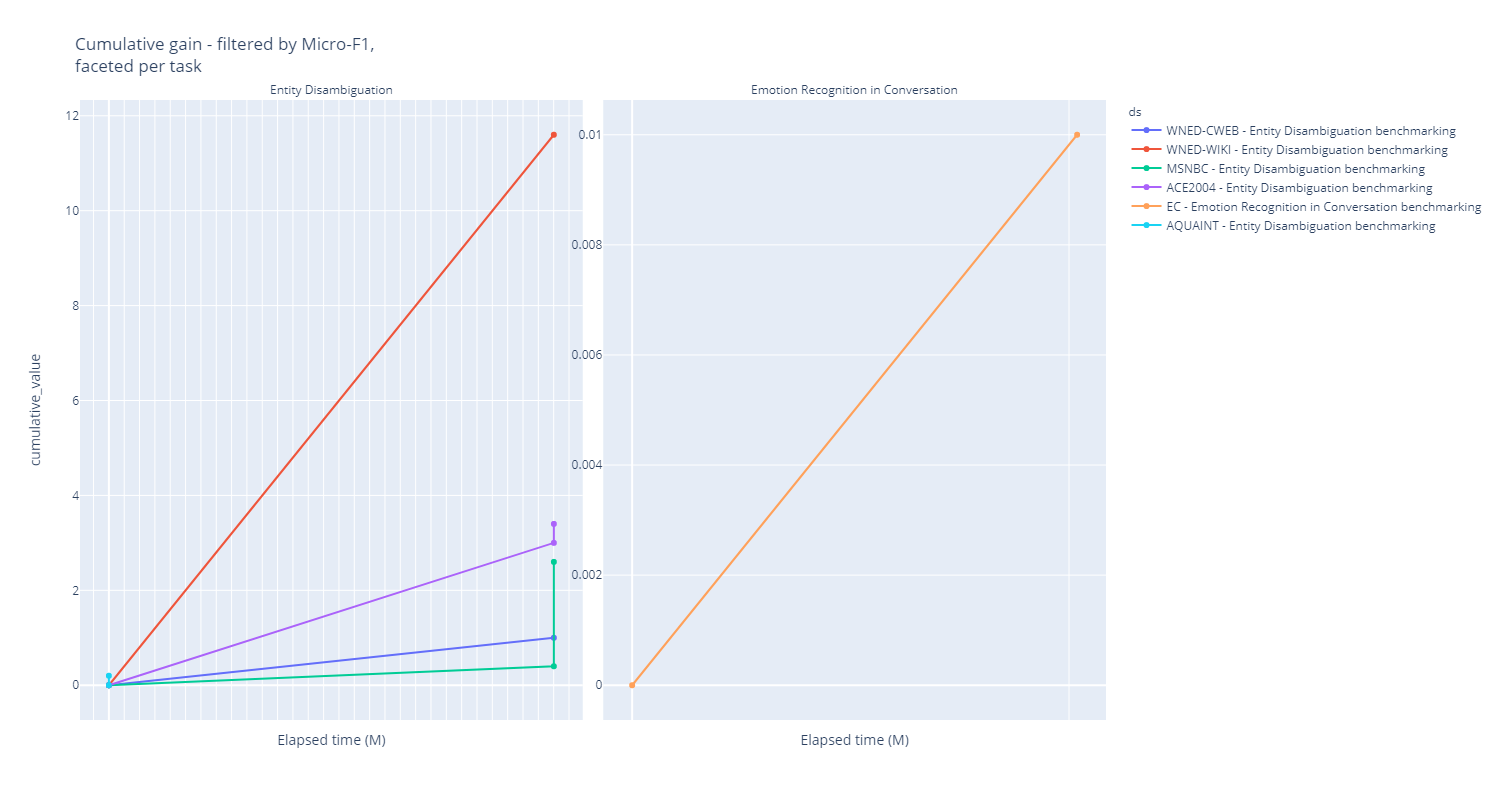 Cumulative gain - filtered by Micro-F1,
faceted per task
Entity Disambiguation
Emotion Recognition in Conversation
cumulative_value
12
10
8
6
4
2
0
0.01
0.008
0.006
0.004
0.002
0
Elapsed time (M)
Elapsed time (M)
ds
WNED-CWEB - Entity Disambiguation benchmarking
WNED-WIKI - Entity Disambiguation benchmarking
MSNBC - Entity Disambiguation benchmarking
ACE2004 - Entity Disambiguation benchmarking
EC - Emotion Recognition in Conversation benchmarking
AQUAINT - Entity Disambiguation benchmarking